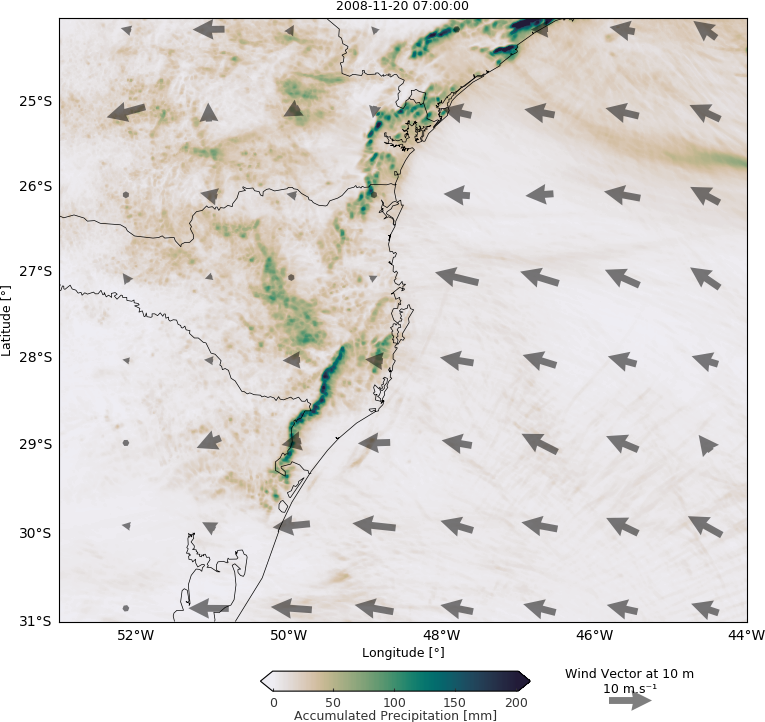 2008-11-20 07:00:00
25°S
26°S
27°S
28°S
29°S
30°S
31°S
Latitude [°]
52°W 50°W 48°W 46°W 44°W
Longitude [°]
0 50 100 150 200
Accumulated Precipitation [mm]
Wind Vector at 10 m
10 m s⁻¹